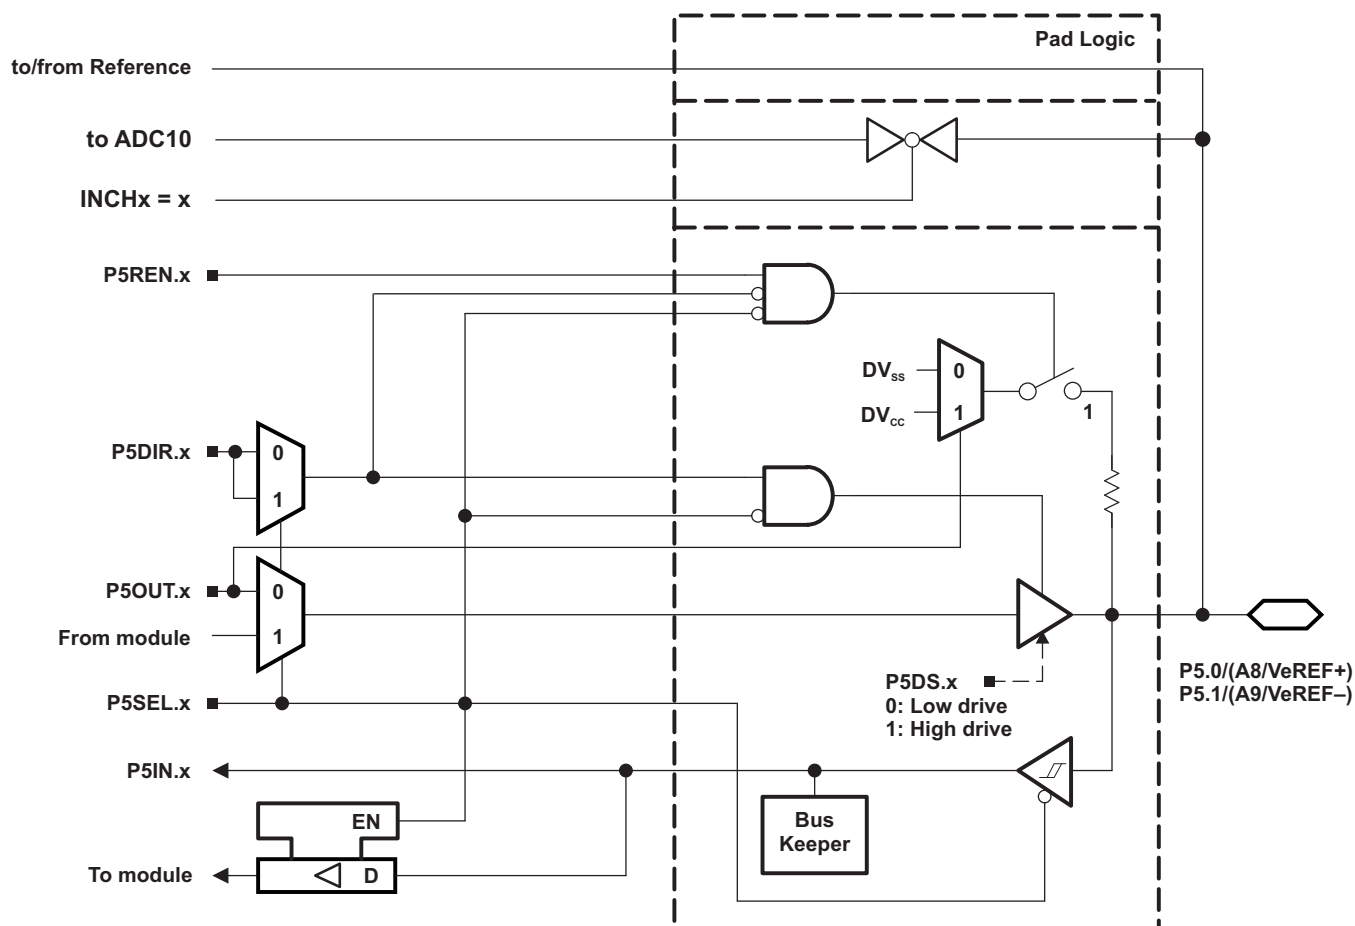 Pad Logic
to/from Reference
to ADC10
INCHx = x
P5REN.x
DVSS
0
DVCC
1
1
P5DIR.x
0
1
P5OUT.x
0
From module
1
P5SEL.x
P5DS.x
0: Low drive
1: High drive
P5.0/(A8/VeREF+)
P5.1/(A9/VeREF–)
P5IN.x
Bus
Keeper
EN
To module
D